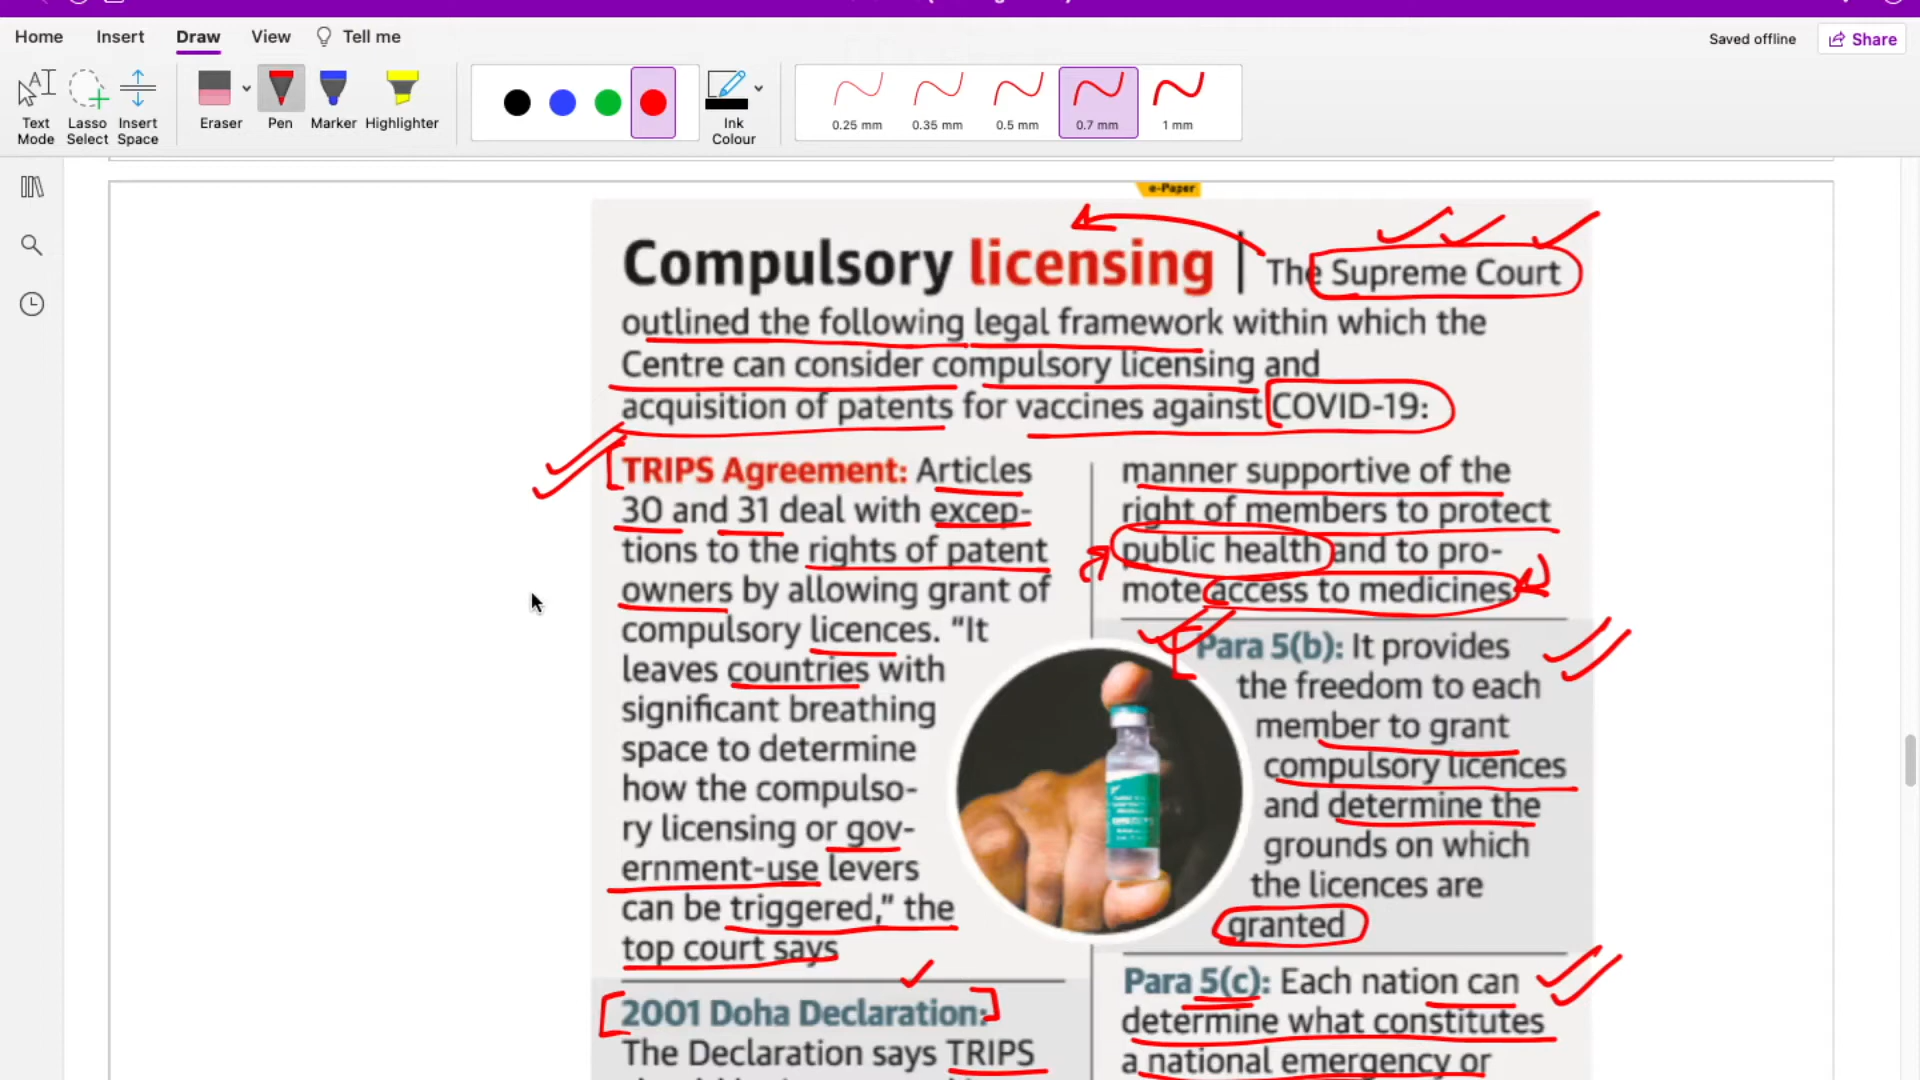 Home Insert Draw View Tell me
Saved offline
Share
Text Mode
Lasso Select
Insert Space
Eraser
Pen
Marker
Highlighter
Ink Colour
0.25 mm
0.35 mm
0.5 mm
0.7 mm
1 mm
e-Paper
Compulsory licensing | The Supreme Court
outlined the following legal framework within which the
Centre can consider compulsory licensing and
acquisition of patents for vaccines against COVID-19:
TRIPS Agreement: Articles
30 and 31 deal with excep-
tions to the rights of patent
owners by allowing grant of
compulsory licences. “It
leaves countries with
significant breathing
space to determine
how the compulso-
ry licensing or gov-
ernment-use levers
can be triggered,” the
top court says
2001 Doha Declaration:
The Declaration says TRIPS
manner supportive of the
right of members to protect
public health and to pro-
mote access to medicines
Para 5(b): It provides
the freedom to each
member to grant
compulsory licences
and determine the
grounds on which
the licences are
granted
Para 5(c): Each nation can
determine what constitutes
a national emergency or